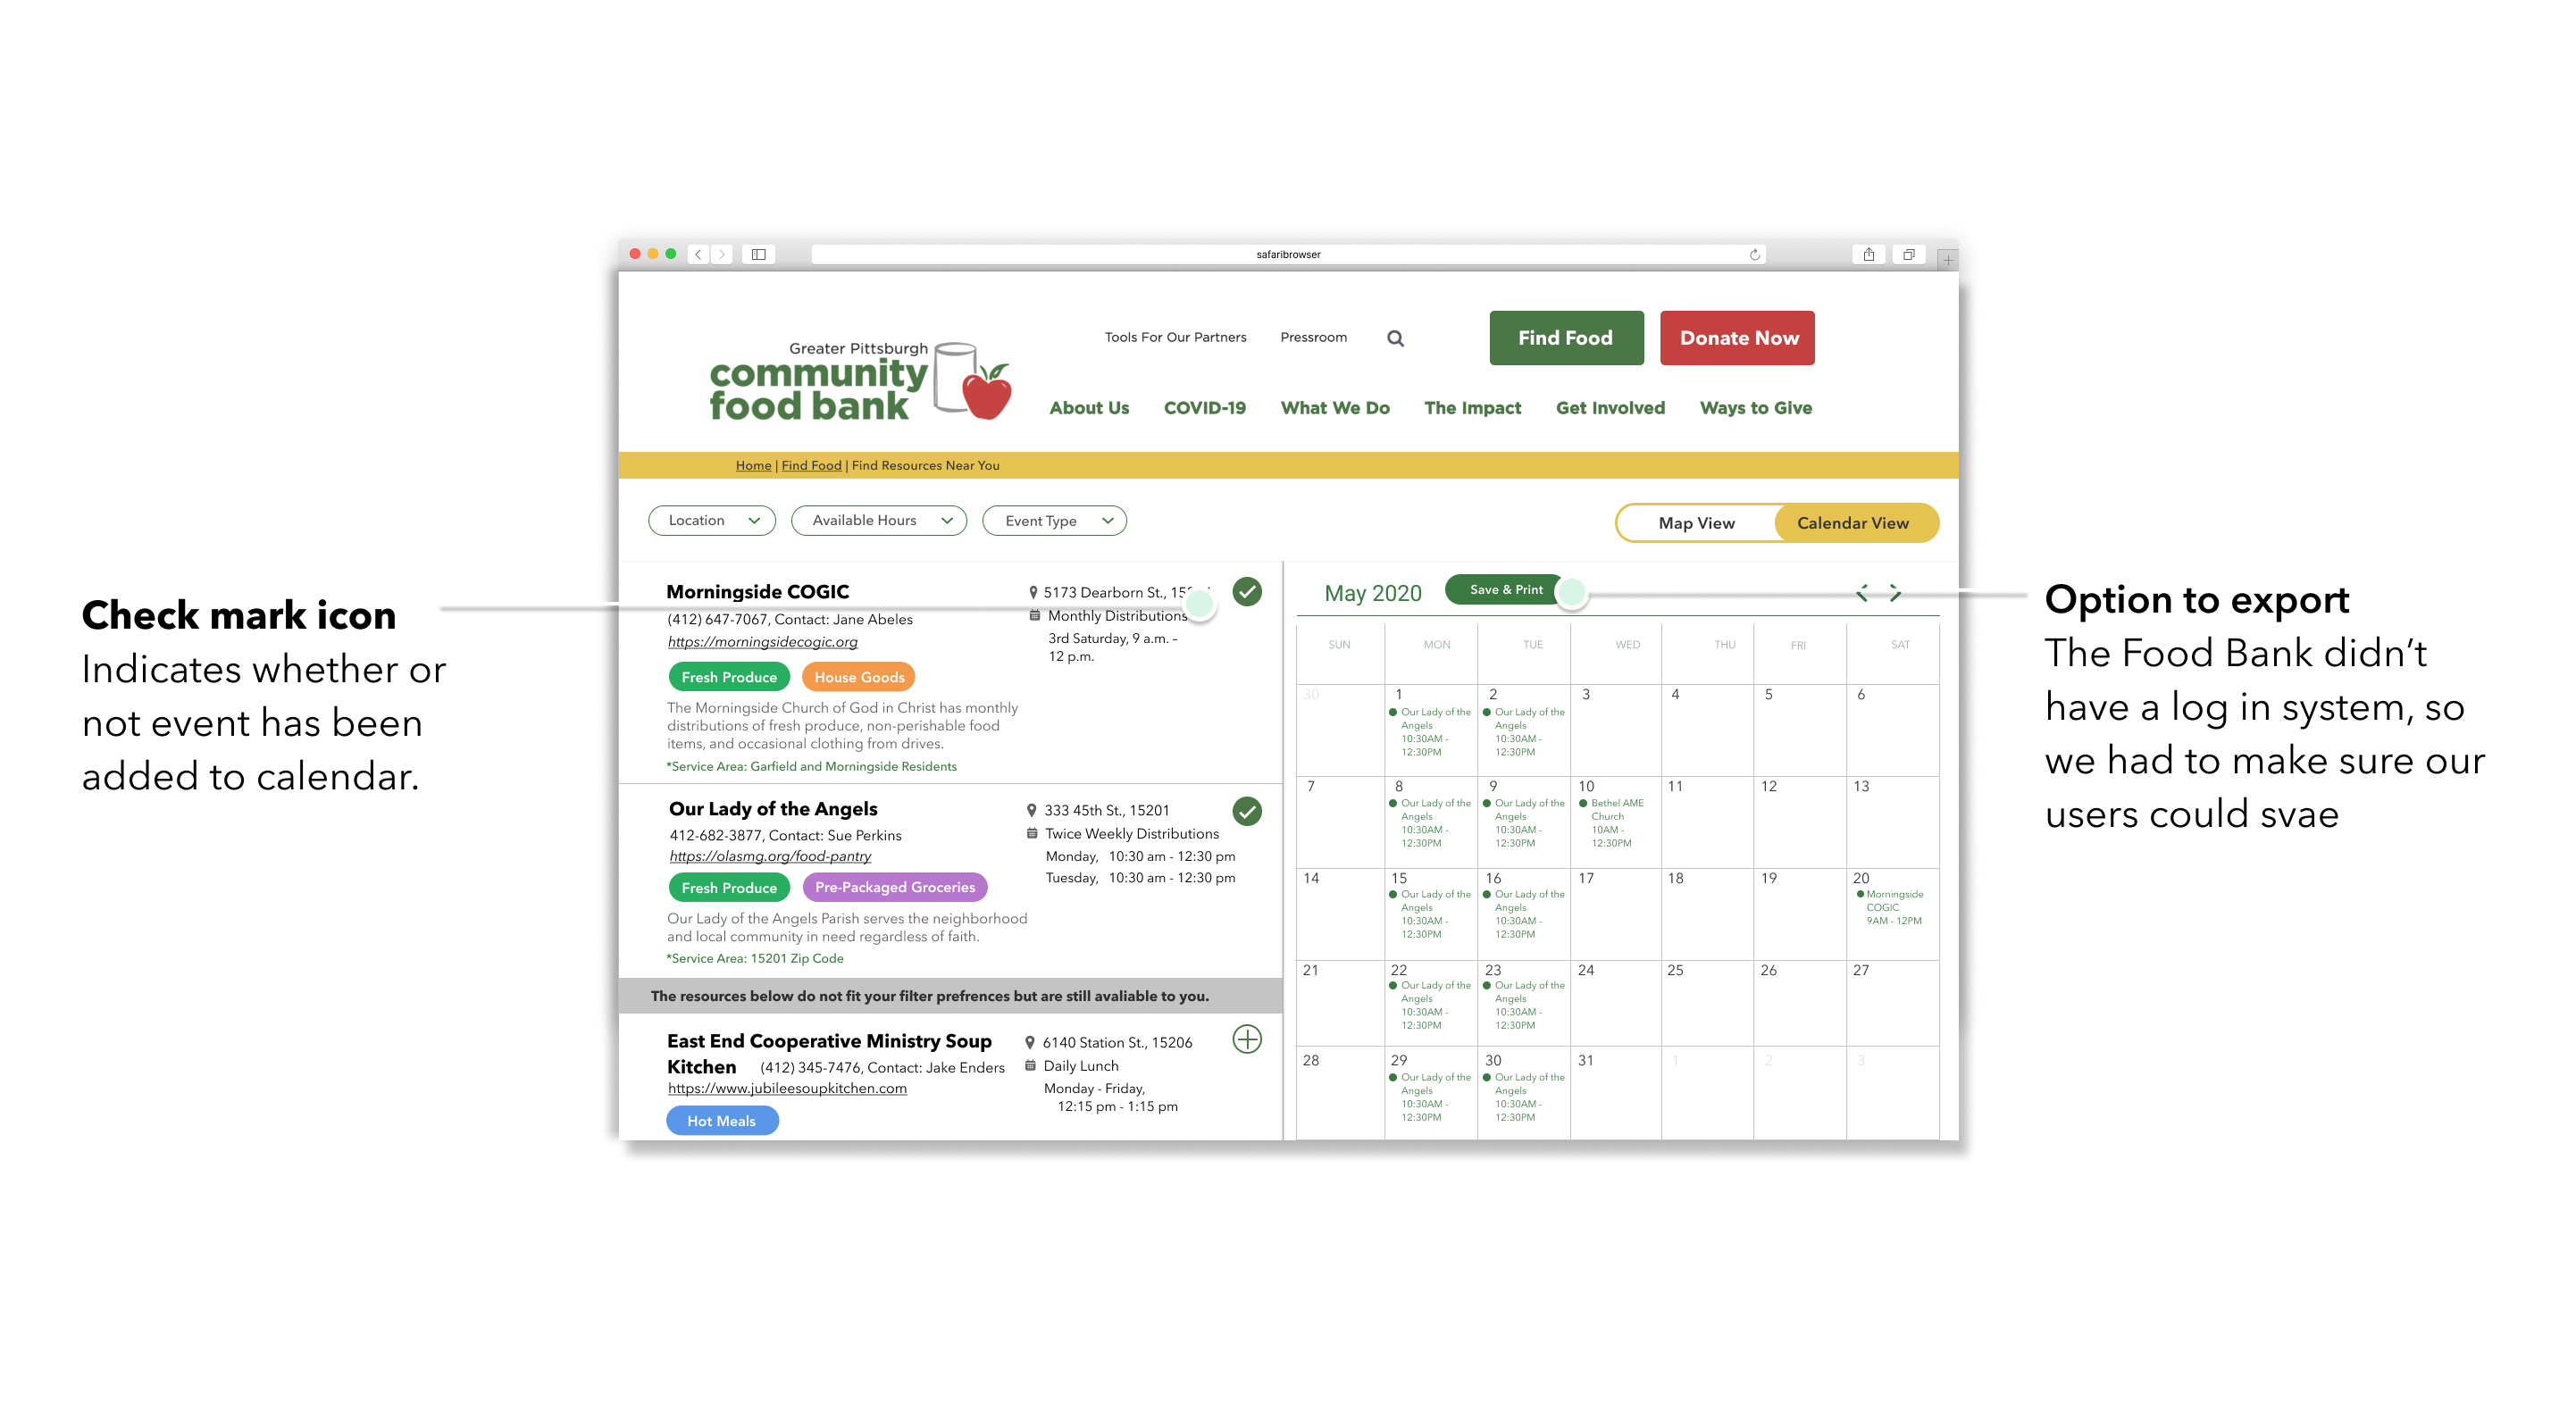 safaribrowser
Greater Pittsburgh
community
food bank
Tools For Our Partners
Pressroom
Find Food
Donate Now
About Us
COVID-19
What We Do
The Impact
Get Involved
Ways to Give
Home | Find Food | Find Resources Near You
Location
Available Hours
Event Type
Map View
Calendar View
Check mark icon
Indicates whether or
not event has been
added to calendar.
Morningside COGIC
(412) 647-7067, Contact: Jane Abeles
https://morningsidecogic.org
Fresh Produce
House Goods
The Morningside Church of God in Christ has monthly
distributions of fresh produce, non-perishable food
items, and occasional clothing from drives.
*Service Area: Garfield and Morningside Residents
5173 Dearborn St.,
Monthly Distributions
3rd Saturday, 9 a.m. –
12 p.m.
Our Lady of the Angels
412-682-3877, Contact: Sue Perkins
https://olasmg.org/food-pantry
Fresh Produce
Pre-Packaged Groceries
Our Lady of the Angels Parish serves the neighborhood
and local community in need regardless of faith.
*Service Area: 15201 Zip Code
333 45th St., 15201
Twice Weekly Distributions
Monday, 10:30 am - 12:30 pm
Tuesday, 10:30 am - 12:30 pm
The resources below do not fit your filter prefrences but are still avaliable to you.
East End Cooperative Ministry Soup
Kitchen (412) 345-7476, Contact: Jake Enders
https://www.jubileesoupkitchen.com
Hot Meals
6140 Station St., 15206
Daily Lunch
Monday - Friday,
12:15 pm - 1:15 pm
May 2020
Save & Print
SUN MON TUE WED THU FRI SAT
30
1
Our Lady of the
Angels
10:30AM -
12:30PM
2
Our Lady of the
Angels
10:30AM -
12:30PM
3
4
5
6
7
8
Our Lady of the
Angels
10:30AM -
12:30PM
9
Our Lady of the
Angels
10:30AM -
12:30PM
10
Bethel AME
Church
10AM -
12:30PM
11
12
13
14
15
Our Lady of the
Angels
10:30AM -
12:30PM
16
Our Lady of the
Angels
10:30AM -
12:30PM
17
18
19
20
Morningside
COGIC
9AM - 12PM
21
22
Our Lady of the
Angels
10:30AM -
12:30PM
23
Our Lady of the
Angels
10:30AM -
12:30PM
24
25
26
27
28
29
Our Lady of the
Angels
10:30AM -
12:30PM
30
Our Lady of the
Angels
10:30AM -
12:30PM
31
1
2
3
Option to export
The Food Bank didn’t
have a log in system, so
we had to make sure our
users could svae